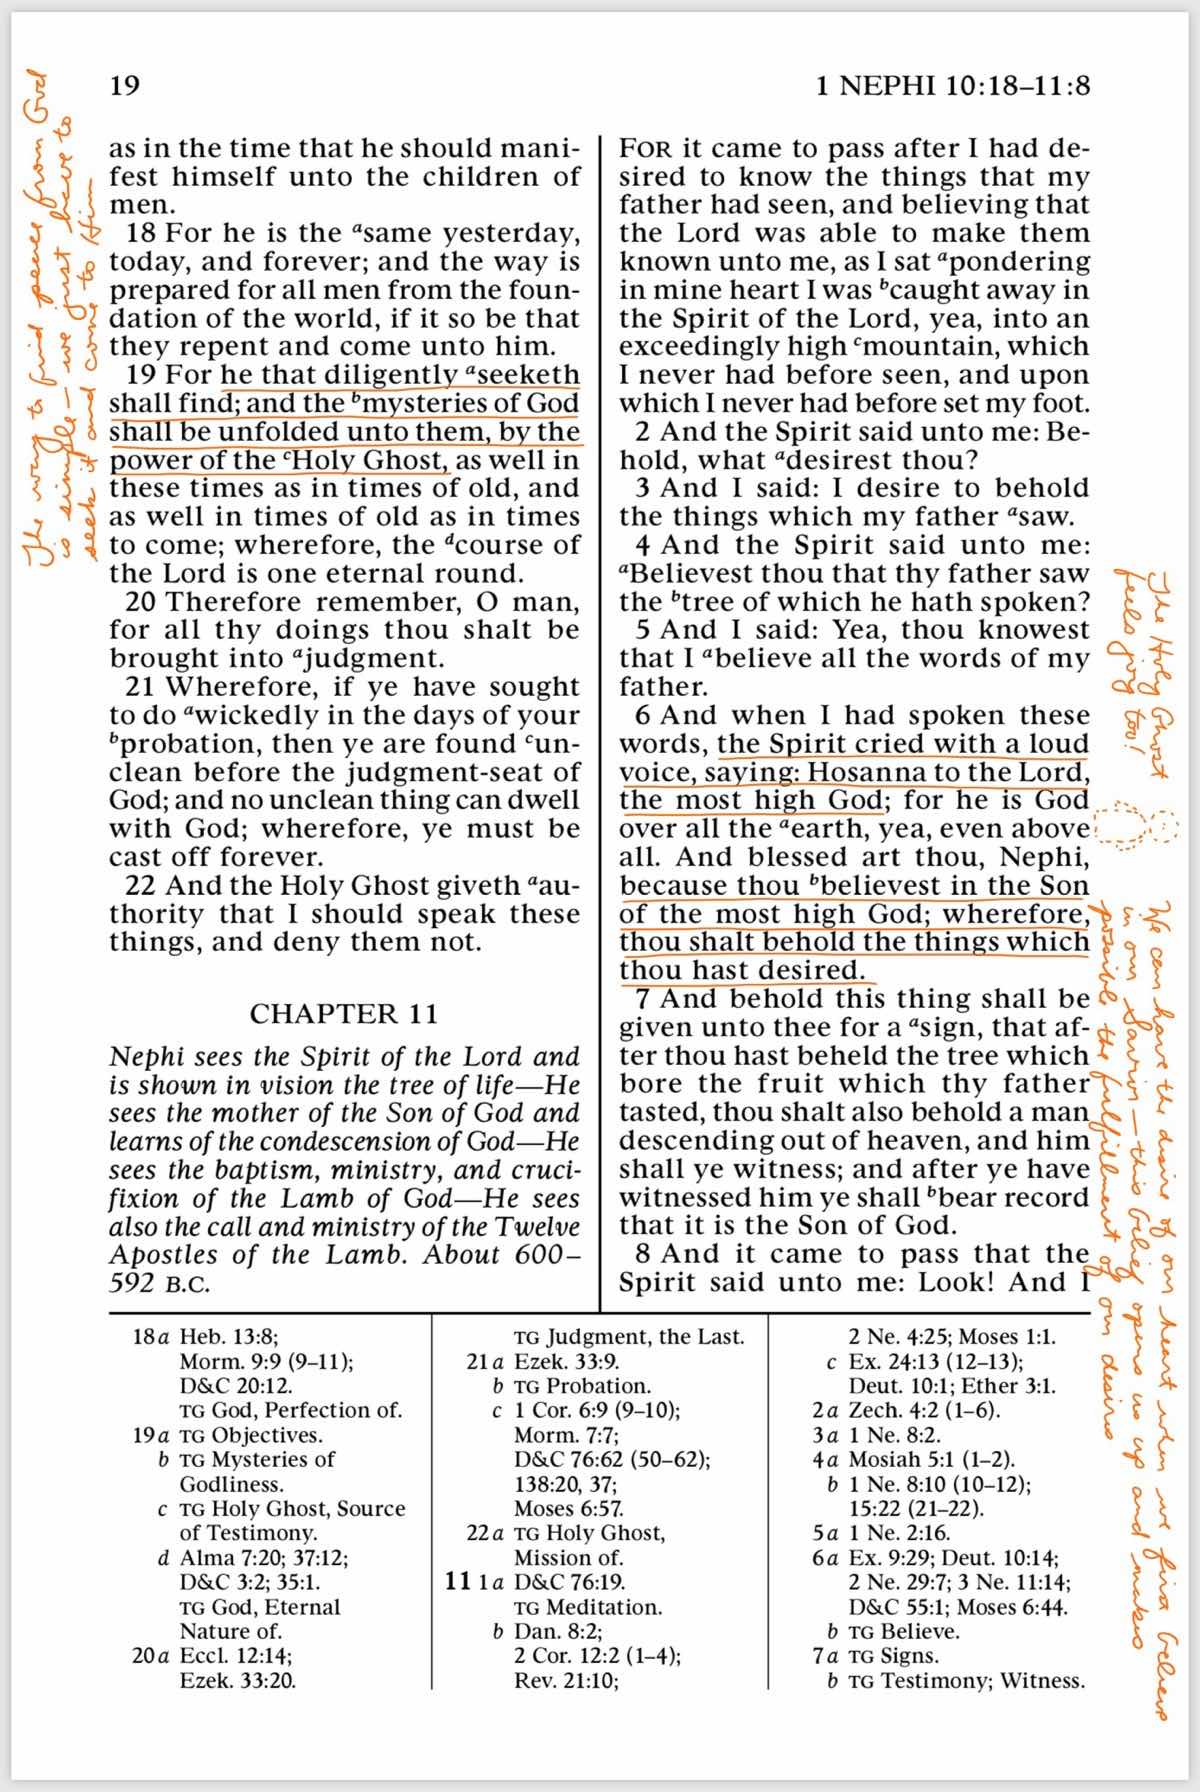 19
1 NEPHI 10:18–11:8
The way to find peace from God
is simple – we just have to
seek it and come to Him
as in the time that he should mani-
fest himself unto the children of
men.
18 For he is the ᵃsame yesterday,
today, and forever; and the way is
prepared for all men from the foun-
dation of the world, if it so be that
they repent and come unto him.
19 For he that diligently ᵃseeketh
shall find; and the ᵇmysteries of God
shall be unfolded unto them, by the
power of the ᶜHoly Ghost, as well in
these times as in times of old, and
as well in times of old as in times
to come; wherefore, the ᵈcourse of
the Lord is one eternal round.
20 Therefore remember, O man,
for all thy doings thou shalt be
brought into ᵃjudgment.
21 Wherefore, if ye have sought
to do ᵃwickedly in the days of your
ᵇprobation, then ye are found ᶜun-
clean before the judgment-seat of
God; and no unclean thing can dwell
with God; wherefore, ye must be
cast off forever.
22 And the Holy Ghost giveth ᵃau-
thority that I should speak these
things, and deny them not.
CHAPTER 11
Nephi sees the Spirit of the Lord and
is shown in vision the tree of life—He
sees the mother of the Son of God and
learns of the condescension of God—He
sees the baptism, ministry, and cruci-
fixion of the Lamb of God—He sees
also the call and ministry of the Twelve
Apostles of the Lamb. About 600–
592 B.C.
FOR it came to pass after I had de-
sired to know the things that my
father had seen, and believing that
the Lord was able to make them
known unto me, as I sat ᵃpondering
in mine heart I was ᵇcaught away in
the Spirit of the Lord, yea, into an
exceedingly high ᶜmountain, which
I never had before seen, and upon
which I never had before set my foot.
2 And the Spirit said unto me: Be-
hold, what ᵃdesirest thou?
3 And I said: I desire to behold
the things which my father ᵃsaw.
4 And the Spirit said unto me:
ᵃBelievest thou that thy father saw
the ᵇtree of which he hath spoken?
5 And I said: Yea, thou knowest
that I ᵃbelieve all the words of my
father.
6 And when I had spoken these
words, the Spirit cried with a loud
voice, saying: Hosanna to the Lord,
the most high God; for he is God
over all the ᵃearth, yea, even above
all. And blessed art thou, Nephi,
because thou ᵇbelievest in the Son
of the most high God; wherefore,
thou shalt behold the things which
thou hast desired.
7 And behold this thing shall be
given unto thee for a ᵃsign, that af-
ter thou hast beheld the tree which
bore the fruit which thy father
tasted, thou shalt also behold a man
descending out of heaven, and him
shall ye witness; and after ye have
witnessed him ye shall ᵇbear record
that it is the Son of God.
8 And it came to pass that the
Spirit said unto me: Look! And I
The Holy Ghost
feels joy too!
We can have the desire of our heart when we first believe
in our Savior – this belief opens us up and makes
possible the fulfillment of our desires
18a Heb. 13:8;
Morm. 9:9 (9–11);
D&C 20:12.
TG God, Perfection of.
19a TG Objectives.
b TG Mysteries of
Godliness.
c TG Holy Ghost, Source
of Testimony.
d Alma 7:20; 37:12;
D&C 3:2; 35:1.
TG God, Eternal
Nature of.
20a Eccl. 12:14;
Ezek. 33:20.
TG Judgment, the Last.
21a Ezek. 33:9.
b TG Probation.
c 1 Cor. 6:9 (9–10);
Morm. 7:7;
D&C 76:62 (50–62);
138:20, 37;
Moses 6:57.
22a TG Holy Ghost,
Mission of.
11 1a D&C 76:19.
TG Meditation.
b Dan. 8:2;
2 Cor. 12:2 (1–4);
Rev. 21:10;
2 Ne. 4:25; Moses 1:1.
c Ex. 24:13 (12–13);
Deut. 10:1; Ether 3:1.
2a Zech. 4:2 (1–6).
3a 1 Ne. 8:2.
4a Mosiah 5:1 (1–2).
b 1 Ne. 8:10 (10–12);
15:22 (21–22).
5a 1 Ne. 2:16.
6a Ex. 9:29; Deut. 10:14;
2 Ne. 29:7; 3 Ne. 11:14;
D&C 55:1; Moses 6:44.
b TG Believe.
7a TG Signs.
b TG Testimony; Witness.